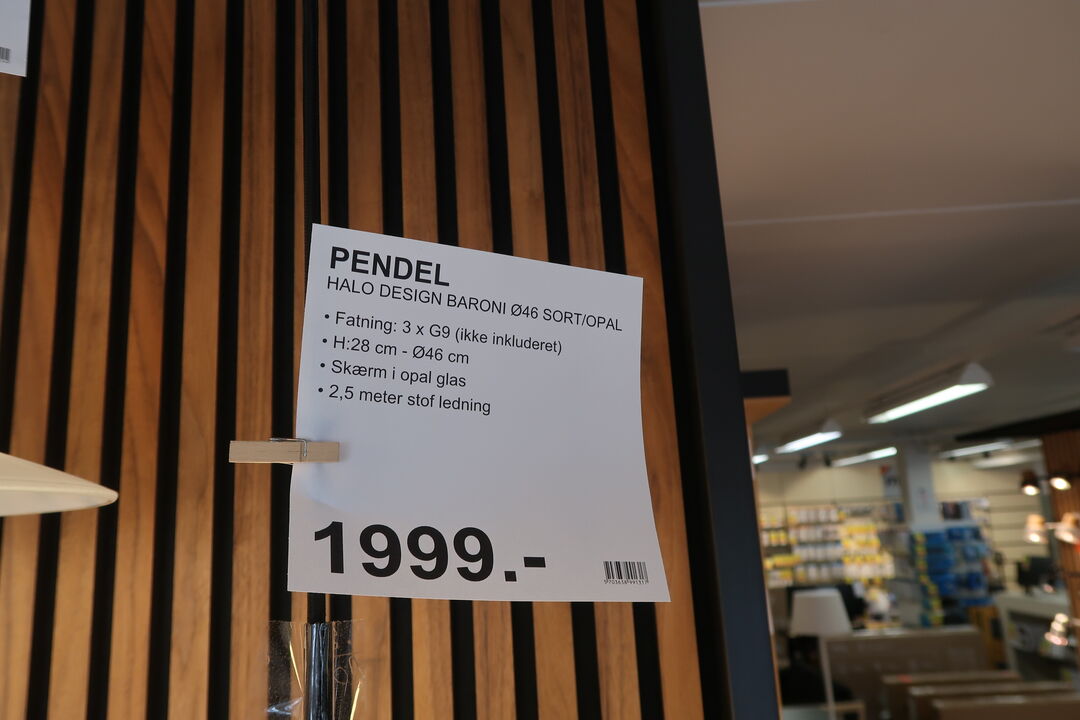 PENDEL
HALO DESIGN BARONI Ø46 SORT/OPAL
• Fatning: 3 x G9 (ikke inkluderet)
• H:28 cm - Ø46 cm
• Skærm i opal glas
• 2,5 meter stof ledning
1999.-